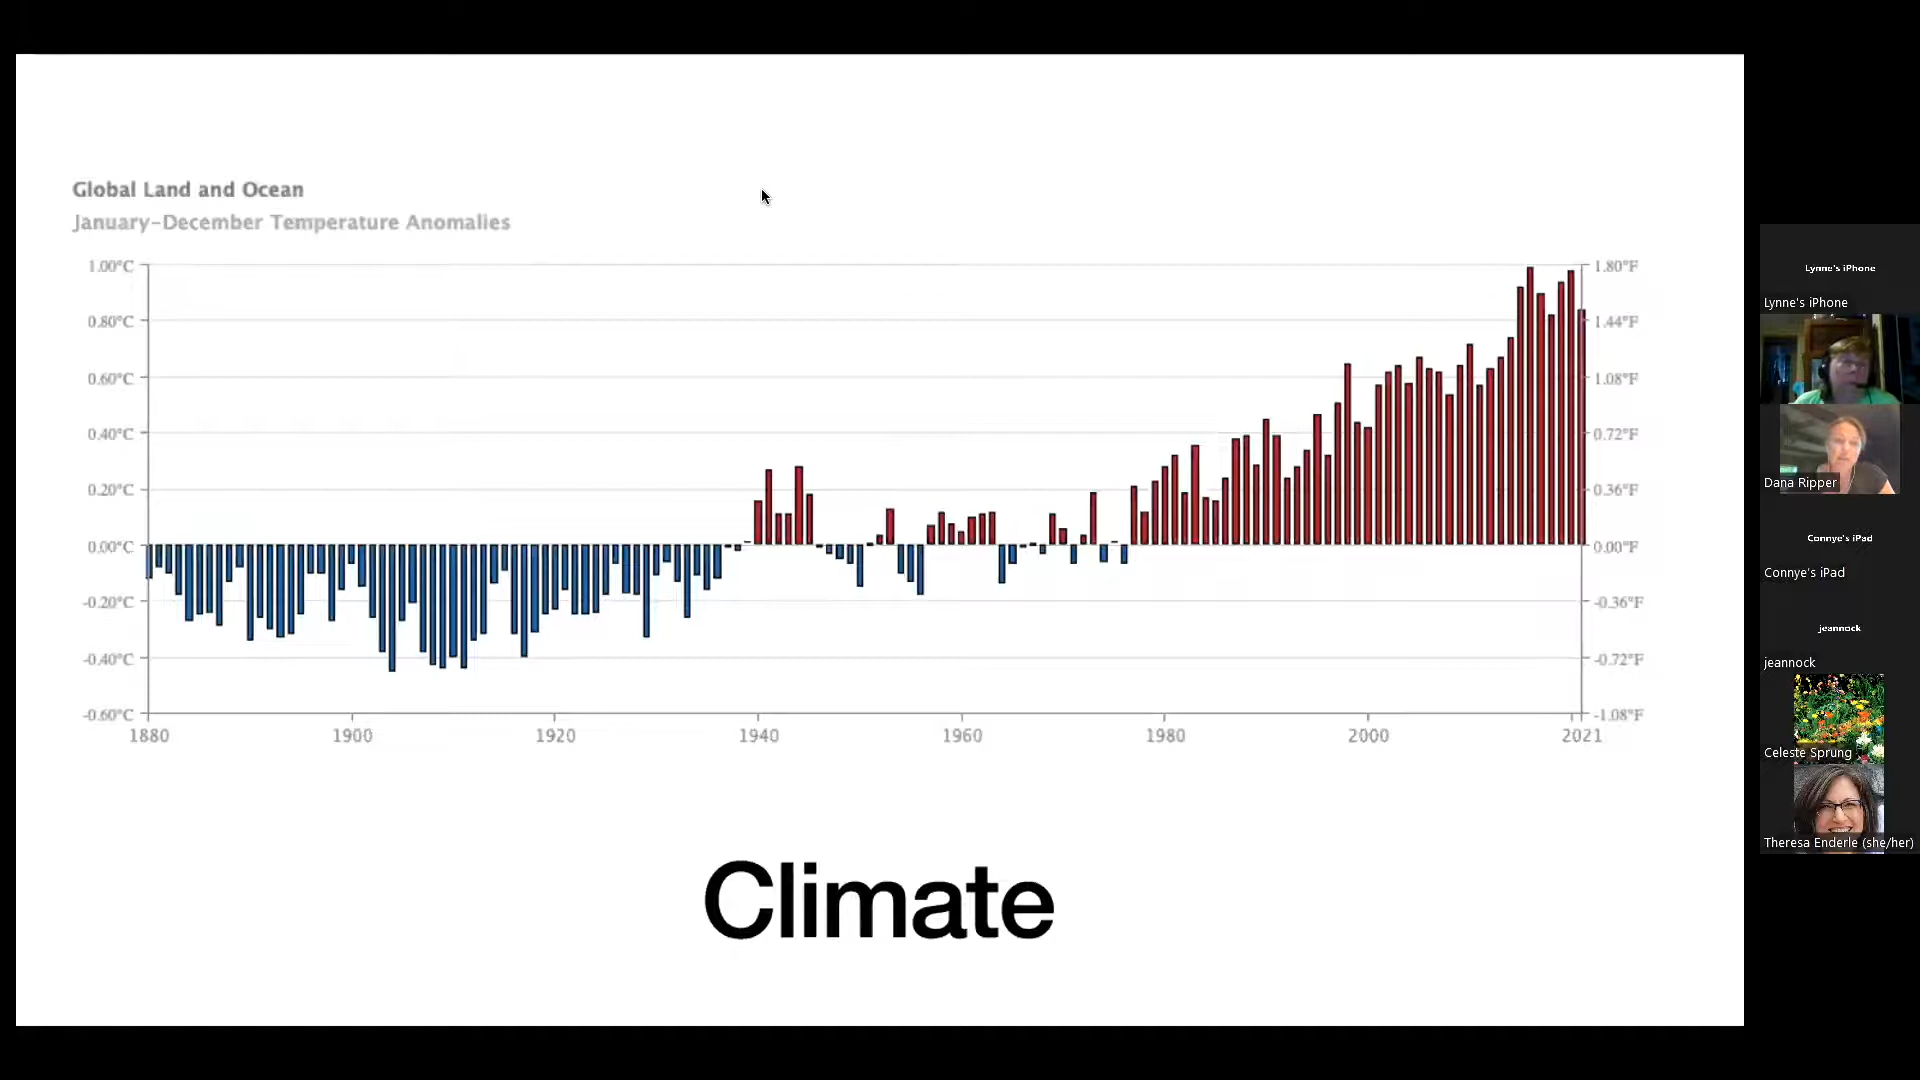 Global Land and Ocean
January–December Temperature Anomalies
1.00°C
0.80°C
0.60°C
0.40°C
0.20°C
0.00°C
-0.20°C
-0.40°C
-0.60°C
1.80°F
1.44°F
1.08°F
0.72°F
0.36°F
0.00°F
-0.36°F
-0.72°F
-1.08°F
1880 1900 1920 1940 1960 1980 2000 2021
Climate
Lynne's iPhone
Lynne's iPhone
Dana Ripper
Connye's iPad
Connye's iPad
jeannock
jeannock
Celeste Sprung
Theresa Enderle (she/her)